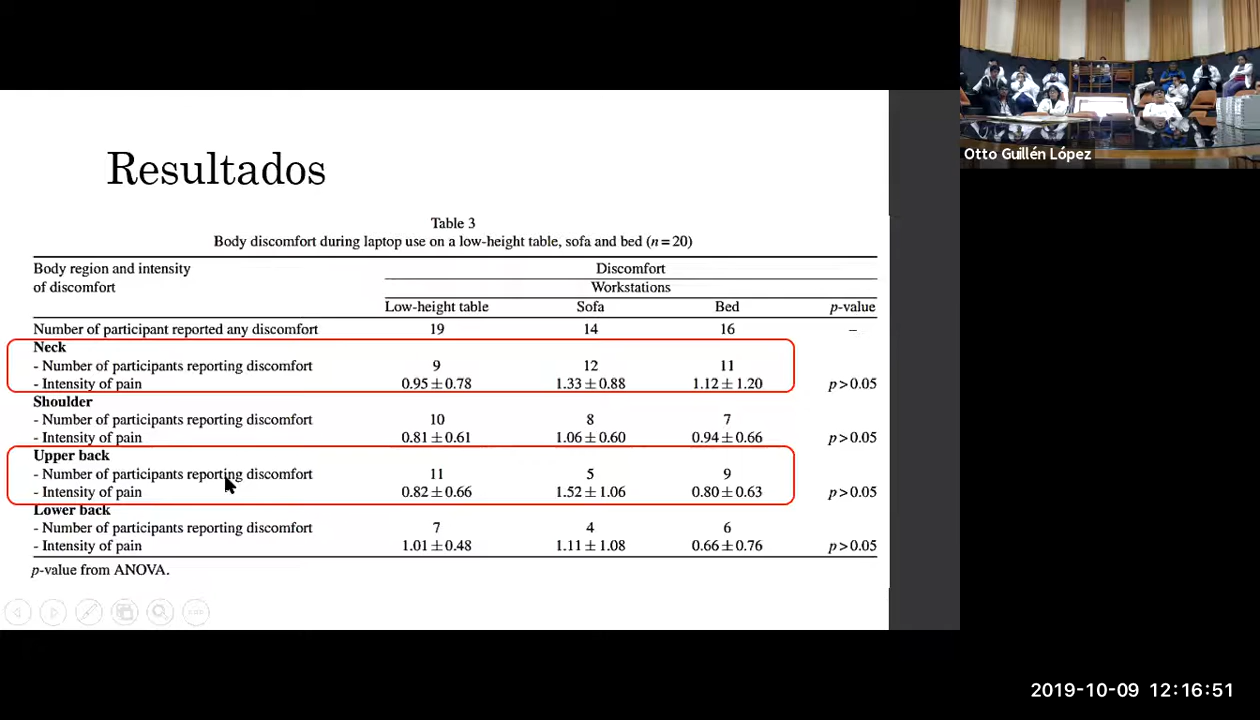 Resultados
Table 3
Body discomfort during laptop use on a low-height table, sofa and bed (n=20)
Body region and intensity of discomfort
Discomfort
Workstations
Low-height table Sofa Bed p-value
Number of participant reported any discomfort 19 14 16 –
Neck
- Number of participants reporting discomfort 9 12 11
- Intensity of pain 0.95±0.78 1.33±0.88 1.12±1.20 p>0.05
Shoulder
- Number of participants reporting discomfort 10 8 7
- Intensity of pain 0.81±0.61 1.06±0.60 0.94±0.66 p>0.05
Upper back
- Number of participants reporting discomfort 11 5 9
- Intensity of pain 0.82±0.66 1.52±1.06 0.80±0.63 p>0.05
Lower back
- Number of participants reporting discomfort 7 4 6
- Intensity of pain 1.01±0.48 1.11±1.08 0.66±0.76 p>0.05
p-value from ANOVA.
Otto Guillén López
2019-10-09 12:16:51